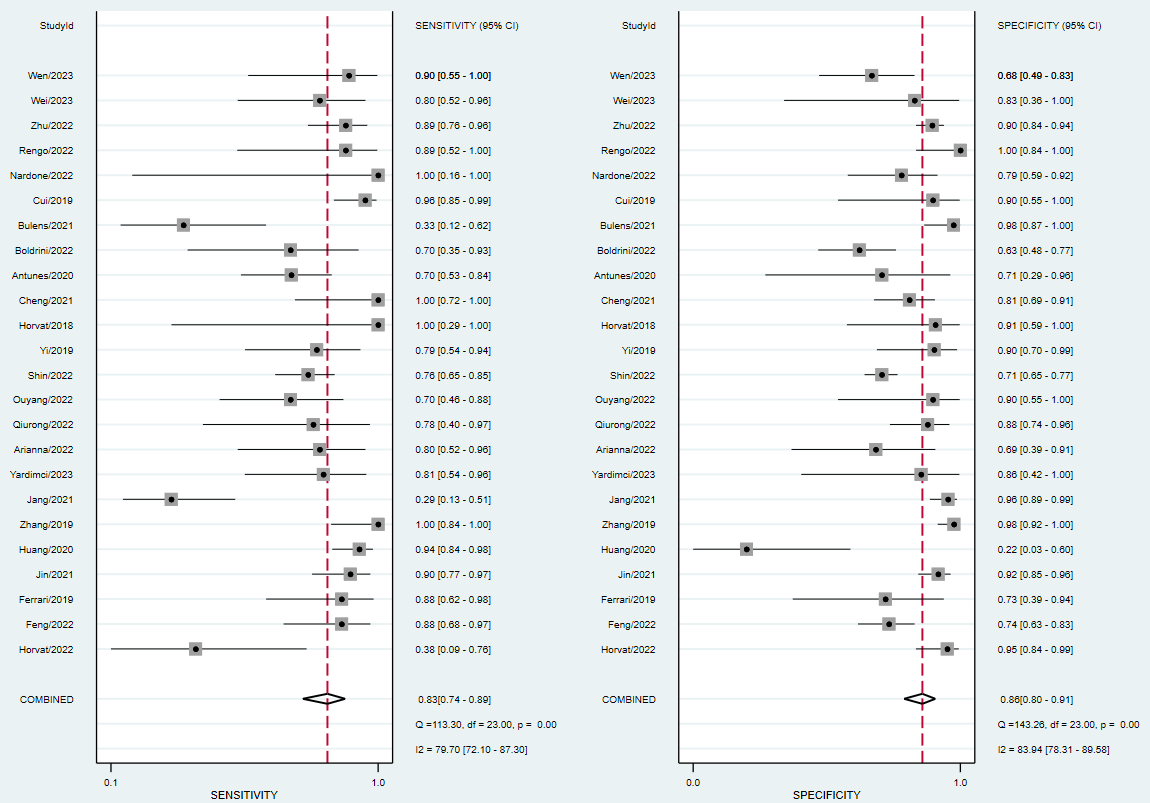 StudyId SENSITIVITY (95% CI) StudyId SPECIFICITY (95% CI)
Wen/2023 0.90 [0.55 - 1.00] Wen/2023 0.68 [0.49 - 0.83]
Wei/2023 0.80 [0.52 - 0.96] Wei/2023 0.83 [0.36 - 1.00]
Zhu/2022 0.89 [0.76 - 0.96] Zhu/2022 0.90 [0.84 - 0.94]
Rengo/2022 0.89 [0.52 - 1.00] Rengo/2022 1.00 [0.84 - 1.00]
Nardone/2022 1.00 [0.16 - 1.00] Nardone/2022 0.79 [0.59 - 0.92]
Cui/2019 0.96 [0.85 - 0.99] Cui/2019 0.90 [0.55 - 1.00]
Bulens/2021 0.33 [0.12 - 0.62] Bulens/2021 0.98 [0.87 - 1.00]
Boldrini/2022 0.70 [0.35 - 0.93] Boldrini/2022 0.63 [0.48 - 0.77]
Antunes/2020 0.70 [0.53 - 0.84] Antunes/2020 0.71 [0.29 - 0.96]
Cheng/2021 1.00 [0.72 - 1.00] Cheng/2021 0.81 [0.69 - 0.91]
Horvat/2018 1.00 [0.29 - 1.00] Horvat/2018 0.91 [0.59 - 1.00]
Yi/2019 0.79 [0.54 - 0.94] Yi/2019 0.90 [0.70 - 0.99]
Shin/2022 0.76 [0.65 - 0.85] Shin/2022 0.71 [0.65 - 0.77]
Ouyang/2022 0.70 [0.46 - 0.88] Ouyang/2022 0.90 [0.55 - 1.00]
Qiurong/2022 0.78 [0.40 - 0.97] Qiurong/2022 0.88 [0.74 - 0.96]
Arianna/2022 0.80 [0.52 - 0.96] Arianna/2022 0.69 [0.39 - 0.91]
Yardimci/2023 0.81 [0.54 - 0.96] Yardimci/2023 0.86 [0.42 - 1.00]
Jang/2021 0.29 [0.13 - 0.51] Jang/2021 0.96 [0.89 - 0.99]
Zhang/2019 1.00 [0.84 - 1.00] Zhang/2019 0.98 [0.92 - 1.00]
Huang/2020 0.94 [0.84 - 0.98] Huang/2020 0.22 [0.03 - 0.60]
Jin/2021 0.90 [0.77 - 0.97] Jin/2021 0.92 [0.85 - 0.96]
Ferrari/2019 0.88 [0.62 - 0.98] Ferrari/2019 0.73 [0.39 - 0.94]
Feng/2022 0.88 [0.68 - 0.97] Feng/2022 0.74 [0.63 - 0.83]
Horvat/2022 0.38 [0.09 - 0.76] Horvat/2022 0.95 [0.84 - 0.99]
COMBINED 0.83[0.74 - 0.89] COMBINED 0.86[0.80 - 0.91]
Q =113.30, df = 23.00, p = 0.00 Q =143.26, df = 23.00, p = 0.00
I2 = 79.70 [72.10 - 87.30] I2 = 83.94 [78.31 - 89.58]
0.1 1.0 0.0 1.0
SENSITIVITY SPECIFICITY